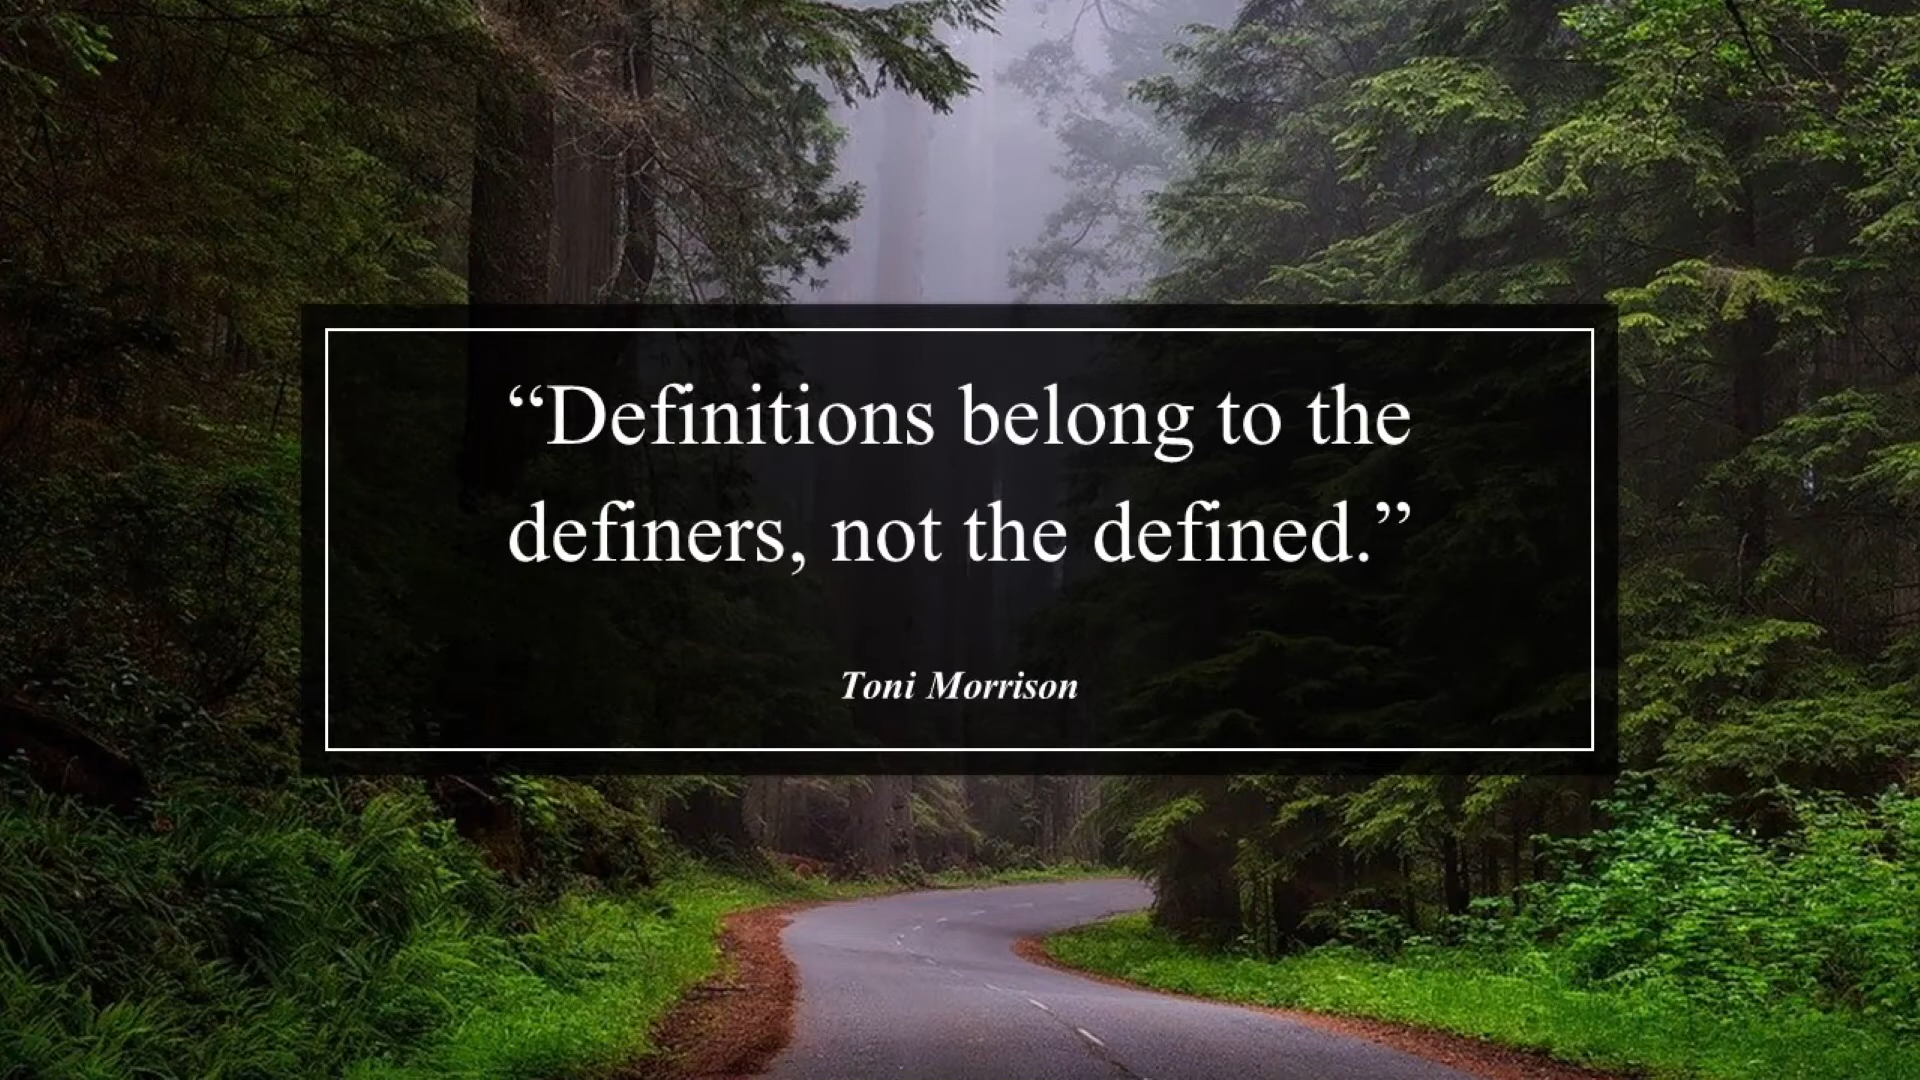 “Definitions belong to the
definers, not the defined.”
Toni Morrison